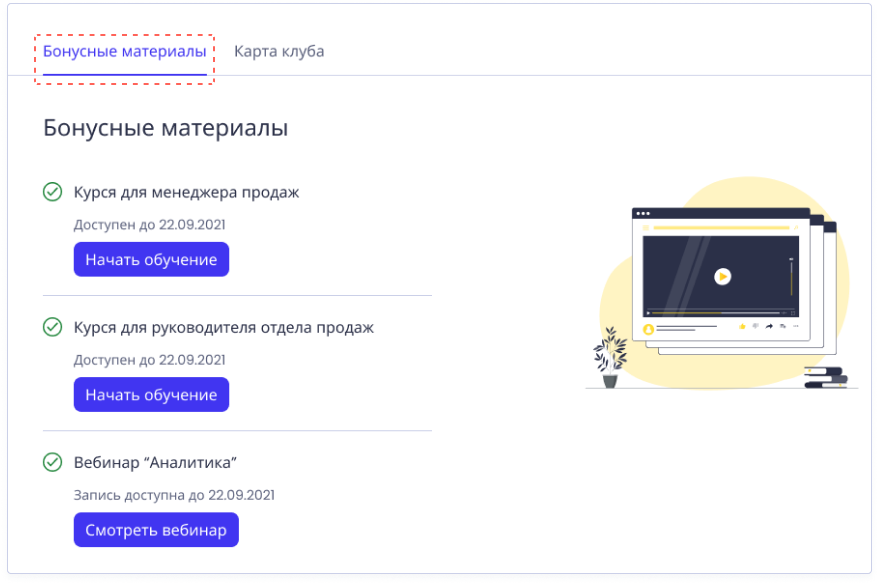 Бонусные материалы Карта клуба
Бонусные материалы
Курся для менеджера продаж
Доступен до 22.09.2021
Начать обучение
Курся для руководителя отдела продаж
Доступен до 22.09.2021
Начать обучение
Вебинар “Аналитика”
Запись доступна до 22.09.2021
Смотреть вебинар